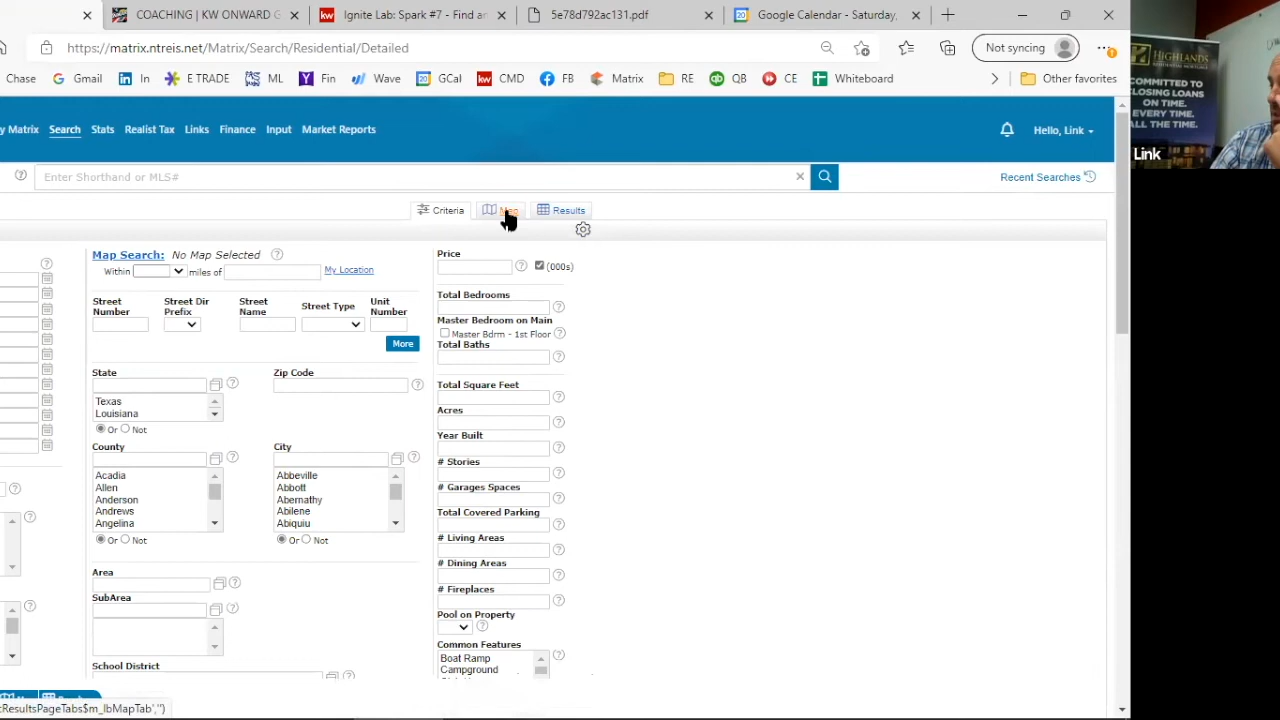 COACHING | KW ONWARD G
Ignite Lab: Spark #7 - Find ar
5e78d792ac131.pdf
Google Calendar - Saturday,
https://matrix.ntreis.net/Matrix/Search/Residential/Detailed
Not syncing
Chase Gmail In E TRADE ML Fin Wave GCal CMD FB Matrix RE QB CE Whiteboard Other favorites
HIGHLANDS
COMMITTED TO
CLOSING LOANS
ON TIME.
EVERY TIME.
ALL THE TIME.
Link
y Matrix Search Stats Realist Tax Links Finance Input Market Reports
Hello, Link
Enter Shorthand or MLS#
Recent Searches
Criteria Map Results
Map Search: No Map Selected
Within miles of My Location
Street Number
Street Dir Prefix
Street Name
Street Type
Unit Number
More
State
Texas
Louisiana
Or Not
Zip Code
County
Acadia
Allen
Anderson
Andrews
Angelina
Or Not
City
Abbeville
Abbott
Abernathy
Abilene
Abiquiu
Or Not
Area
SubArea
School District
Price
(000s)
Total Bedrooms
Master Bedroom on Main
Master Bdrm - 1st Floor
Total Baths
Total Square Feet
Acres
Year Built
# Stories
# Garages Spaces
Total Covered Parking
# Living Areas
# Dining Areas
# Fireplaces
Pool on Property
Common Features
Boat Ramp
Campground
cResultsPageTabs$m_lbMapTab','')